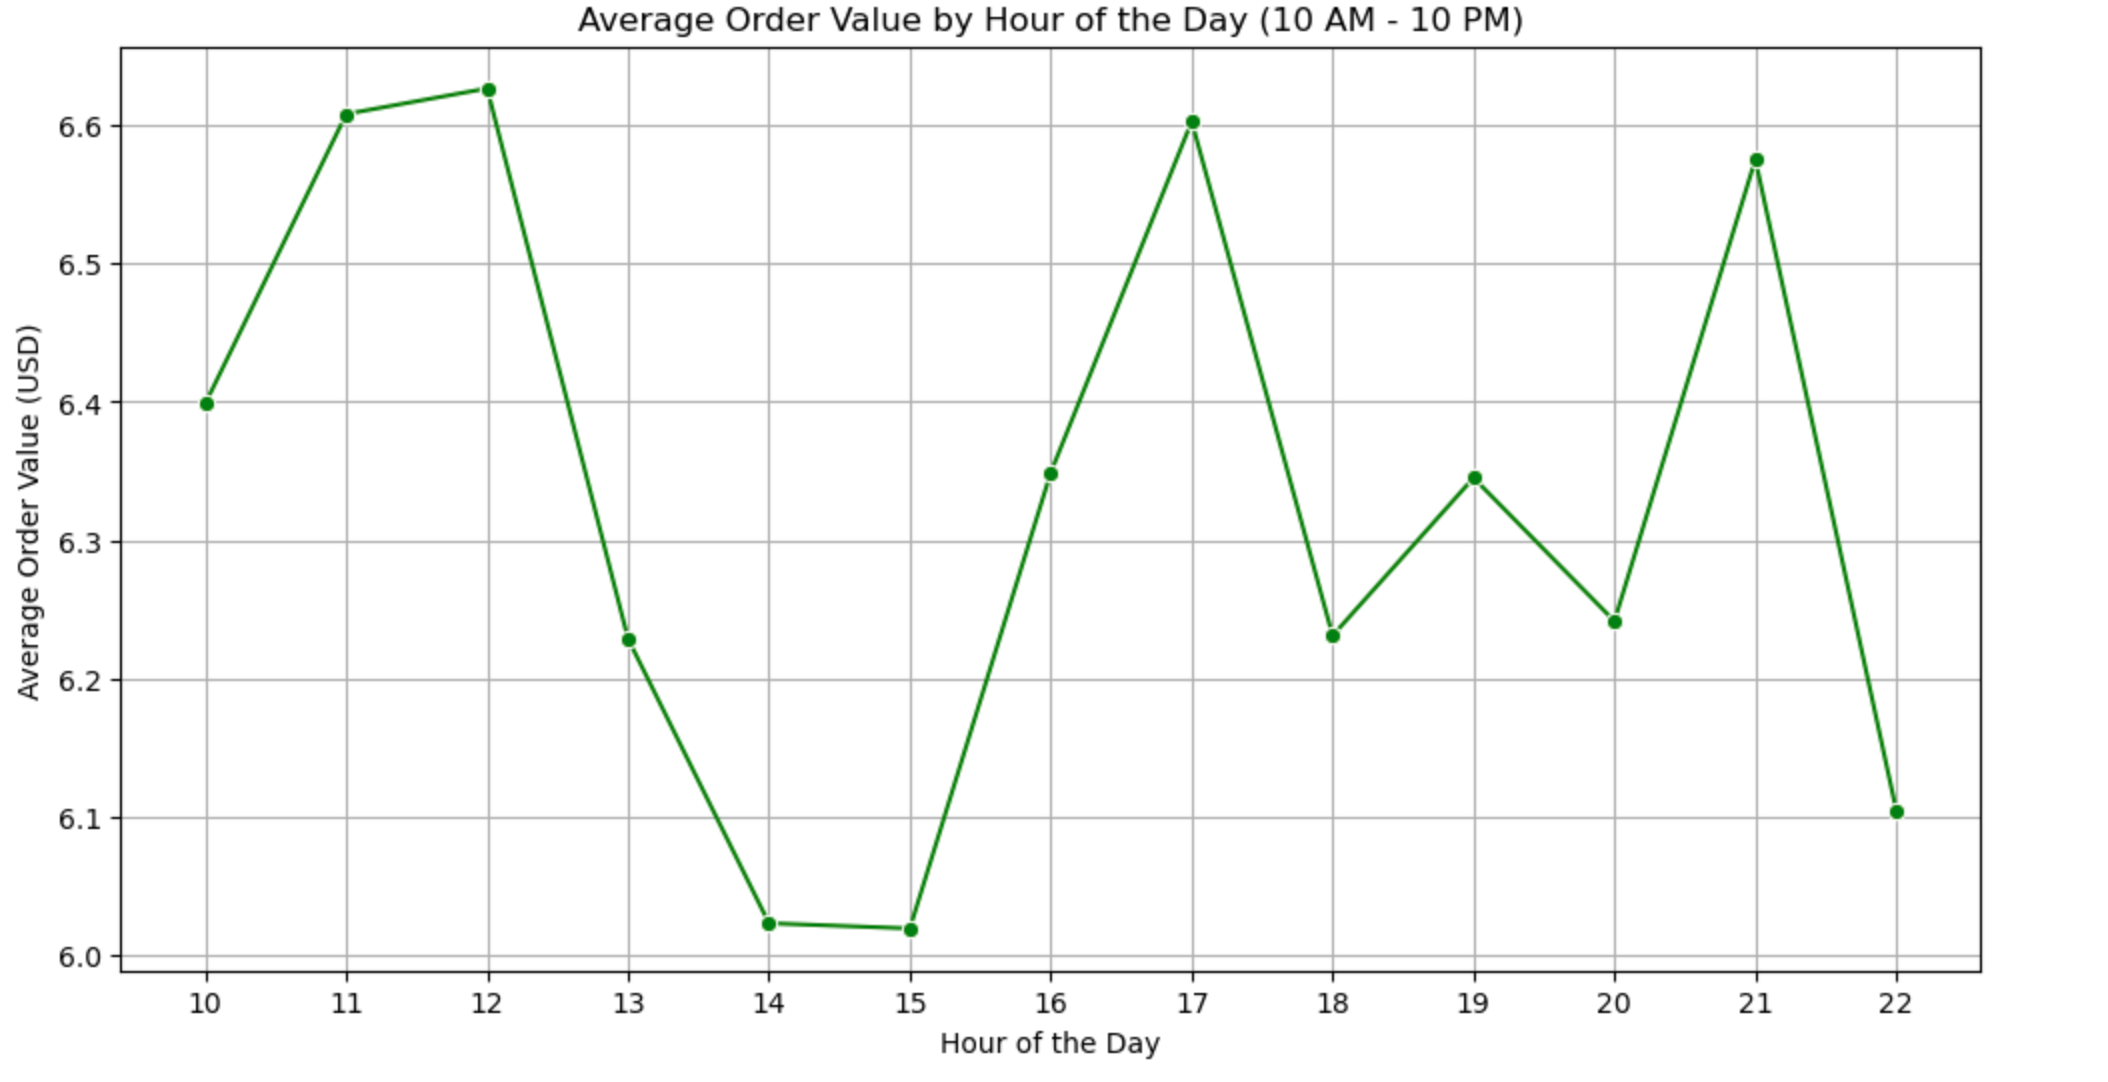 Average Order Value by Hour of the Day (10 AM - 10 PM)
Average Order Value (USD)
6.6
6.5
6.4
6.3
6.2
6.1
6.0
10 11 12 13 14 15 16 17 18 19 20 21 22
Hour of the Day